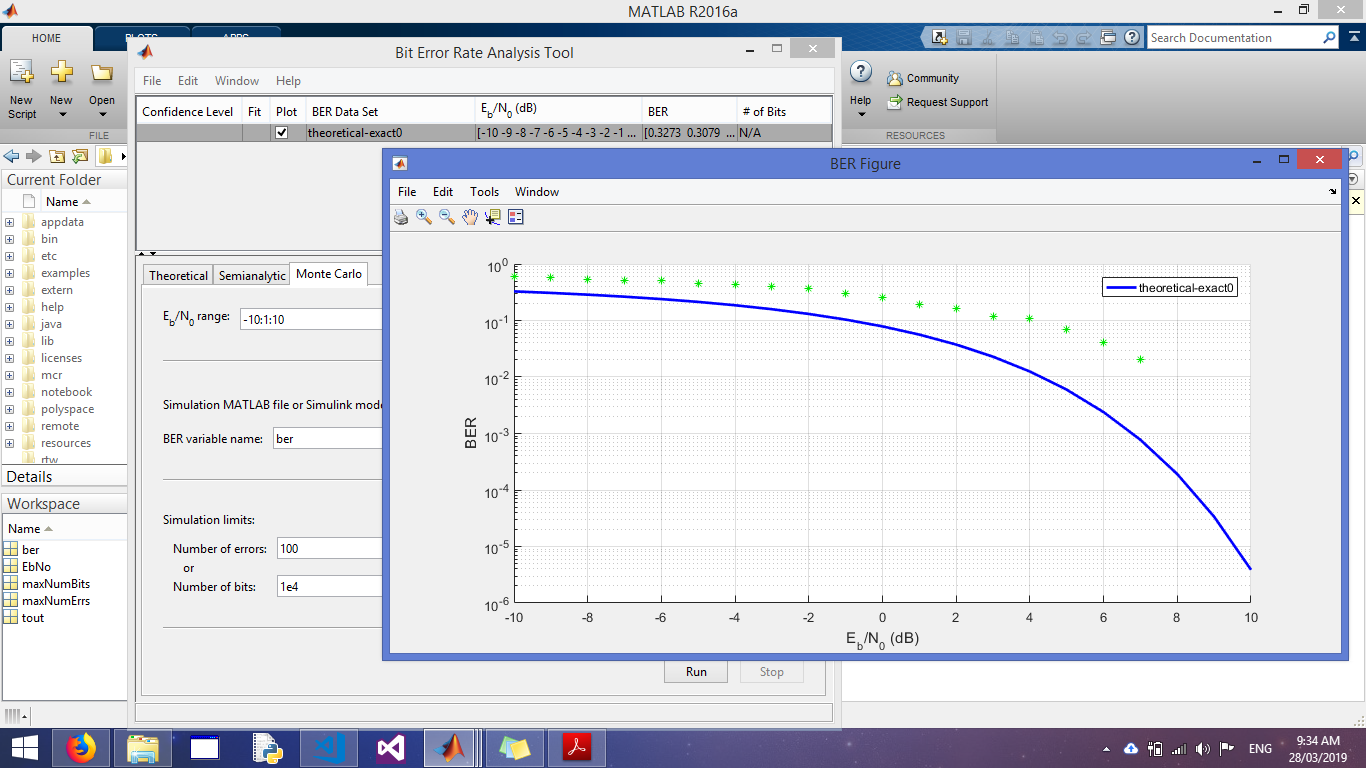 MATLAB R2016a
HOME
PLOTS
APPS
Search Documentation
New Script
New
Open
FILE
Help
Community
Request Support
RESOURCES
Current Folder
Name
appdata
bin
etc
examples
extern
help
java
lib
licenses
mcr
notebook
polyspace
remote
resources
rtw
Details
Workspace
Name
ber
EbNo
maxNumBits
maxNumErrs
tout
Bit Error Rate Analysis Tool
File Edit Window Help
Confidence Level Fit Plot BER Data Set Eb/N0 (dB) BER # of Bits
theoretical-exact0 [-10 -9 -8 -7 -6 -5 -4 -3 -2 -1 ... [0.3273 0.3079 ... N/A
Theoretical Semianalytic Monte Carlo
Eb/N0 range: -10:1:10
Simulation MATLAB file or Simulink mode
BER variable name: ber
Simulation limits:
Number of errors: 100
or
Number of bits: 1e4
Run Stop
BER Figure
File Edit Tools Window
theoretical-exact0
10^0
10^-1
10^-2
10^-3
10^-4
10^-5
10^-6
BER
-10 -8 -6 -4 -2 0 2 4 6 8 10
Eb/N0 (dB)
ENG
9:34 AM
28/03/2019